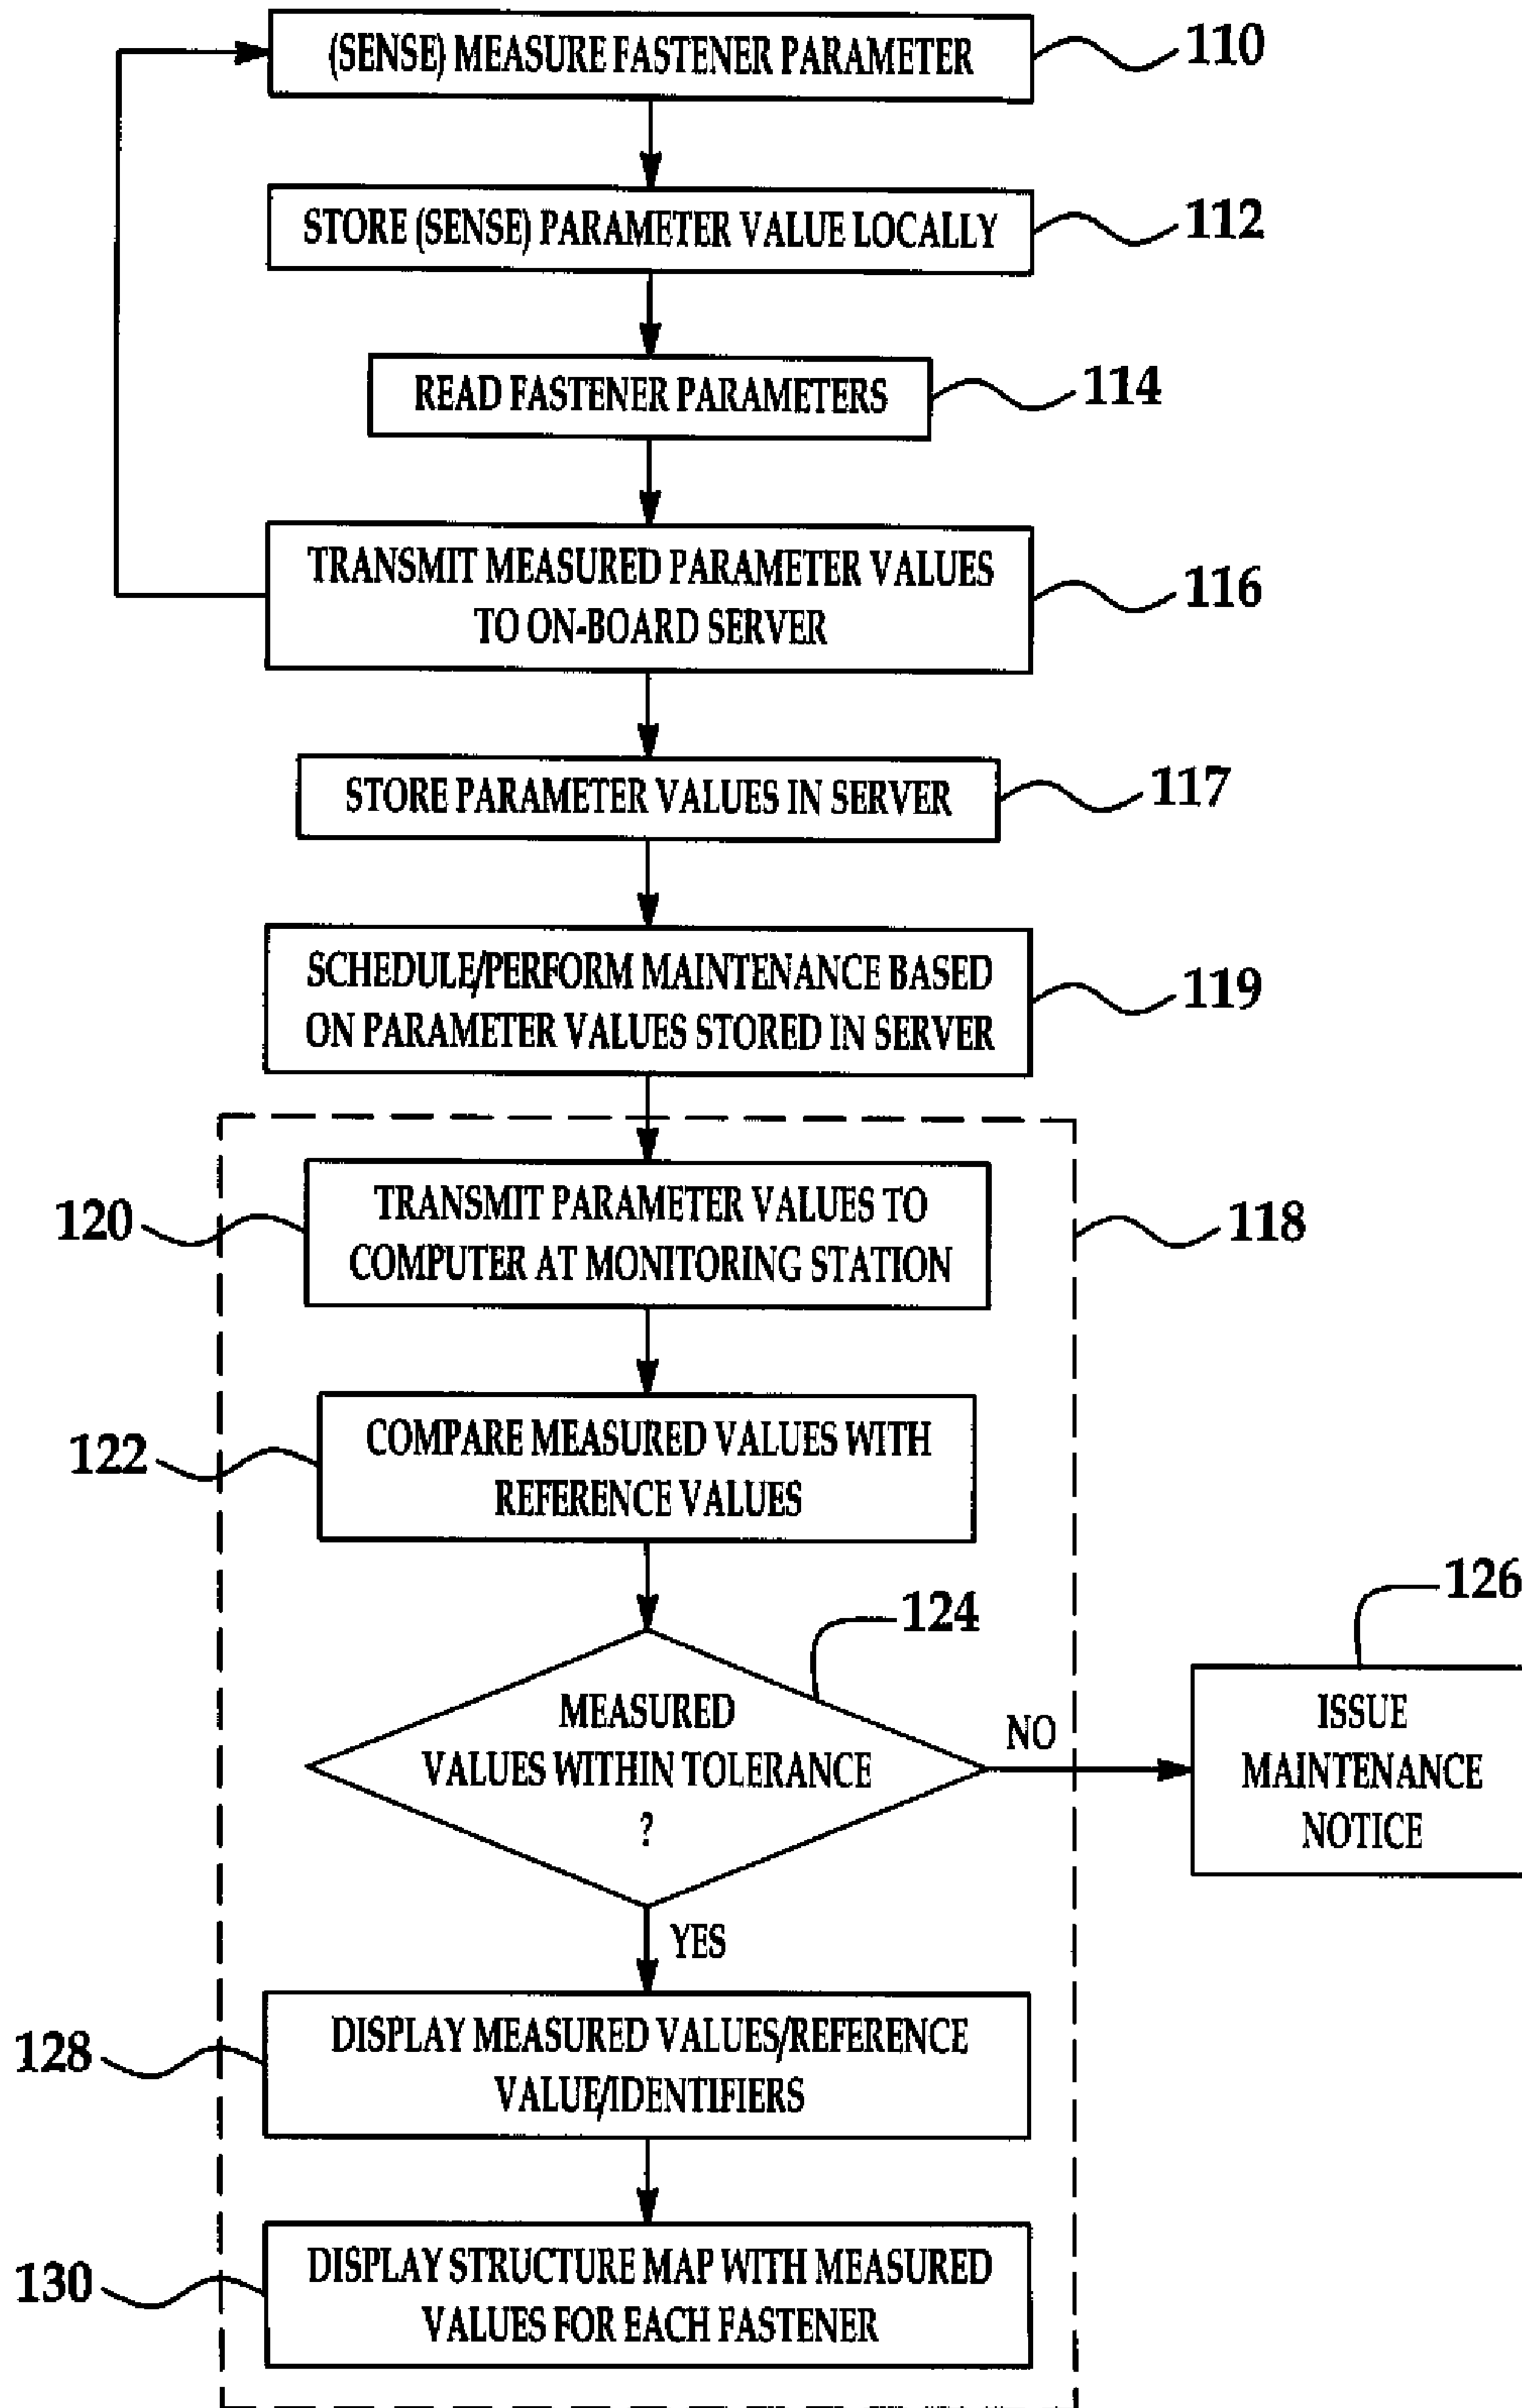 (SENSE) MEASURE FASTENER PARAMETER
110
STORE (SENSE) PARAMETER VALUE LOCALLY
112
READ FASTENER PARAMETERS
114
TRANSMIT MEASURED PARAMETER VALUES
TO ON-BOARD SERVER
116
STORE PARAMETER VALUES IN SERVER
117
SCHEDULE/PERFORM MAINTENANCE BASED
ON PARAMETER VALUES STORED IN SERVER
119
120
TRANSMIT PARAMETER VALUES TO
COMPUTER AT MONITORING STATION
118
122
COMPARE MEASURED VALUES WITH
REFERENCE VALUES
124
MEASURED
VALUES WITHIN TOLERANCE
?
NO
126
ISSUE
MAINTENANCE
NOTICE
YES
128
DISPLAY MEASURED VALUES/REFERENCE
VALUE/IDENTIFIERS
130
DISPLAY STRUCTURE MAP WITH MEASURED
VALUES FOR EACH FASTENER